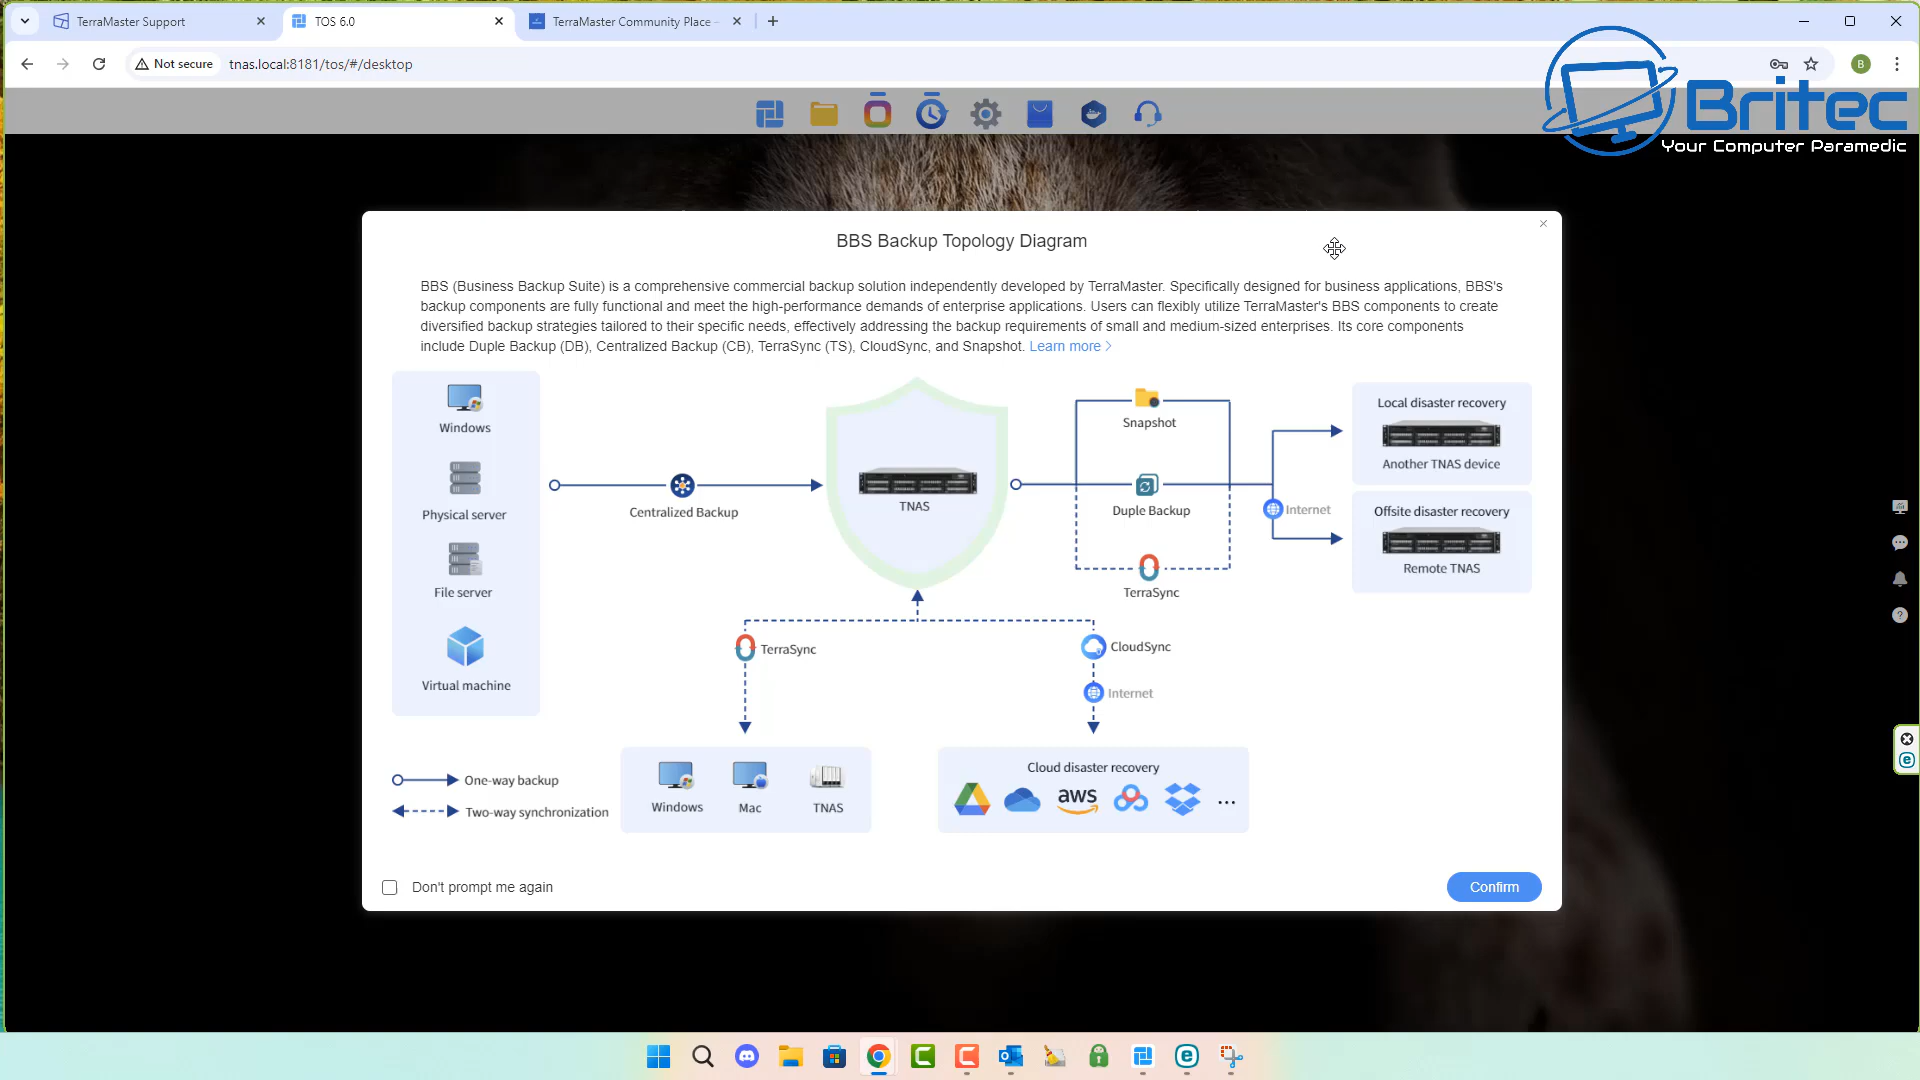 TerraMaster Support
TOS 6.0
TerraMaster Community Place -
Not secure
tnas.local:8181/tos/#/desktop
B
Britec
Your Computer Paramedic
BBS Backup Topology Diagram
BBS (Business Backup Suite) is a comprehensive commercial backup solution independently developed by TerraMaster. Specifically designed for business applications, BBS's
backup components are fully functional and meet the high-performance demands of enterprise applications. Users can flexibly utilize TerraMaster's BBS components to create
diversified backup strategies tailored to their specific needs, effectively addressing the backup requirements of small and medium-sized enterprises. Its core components
include Duple Backup (DB), Centralized Backup (CB), TerraSync (TS), CloudSync, and Snapshot. Learn more >
Windows
Physical server
File server
Virtual machine
Centralized Backup
TNAS
Snapshot
Duple Backup
TerraSync
Internet
Local disaster recovery
Another TNAS device
Offsite disaster recovery
Remote TNAS
TerraSync
CloudSync
Internet
One-way backup
Two-way synchronization
Windows
Mac
TNAS
Cloud disaster recovery
aws
...
Don't prompt me again
Confirm